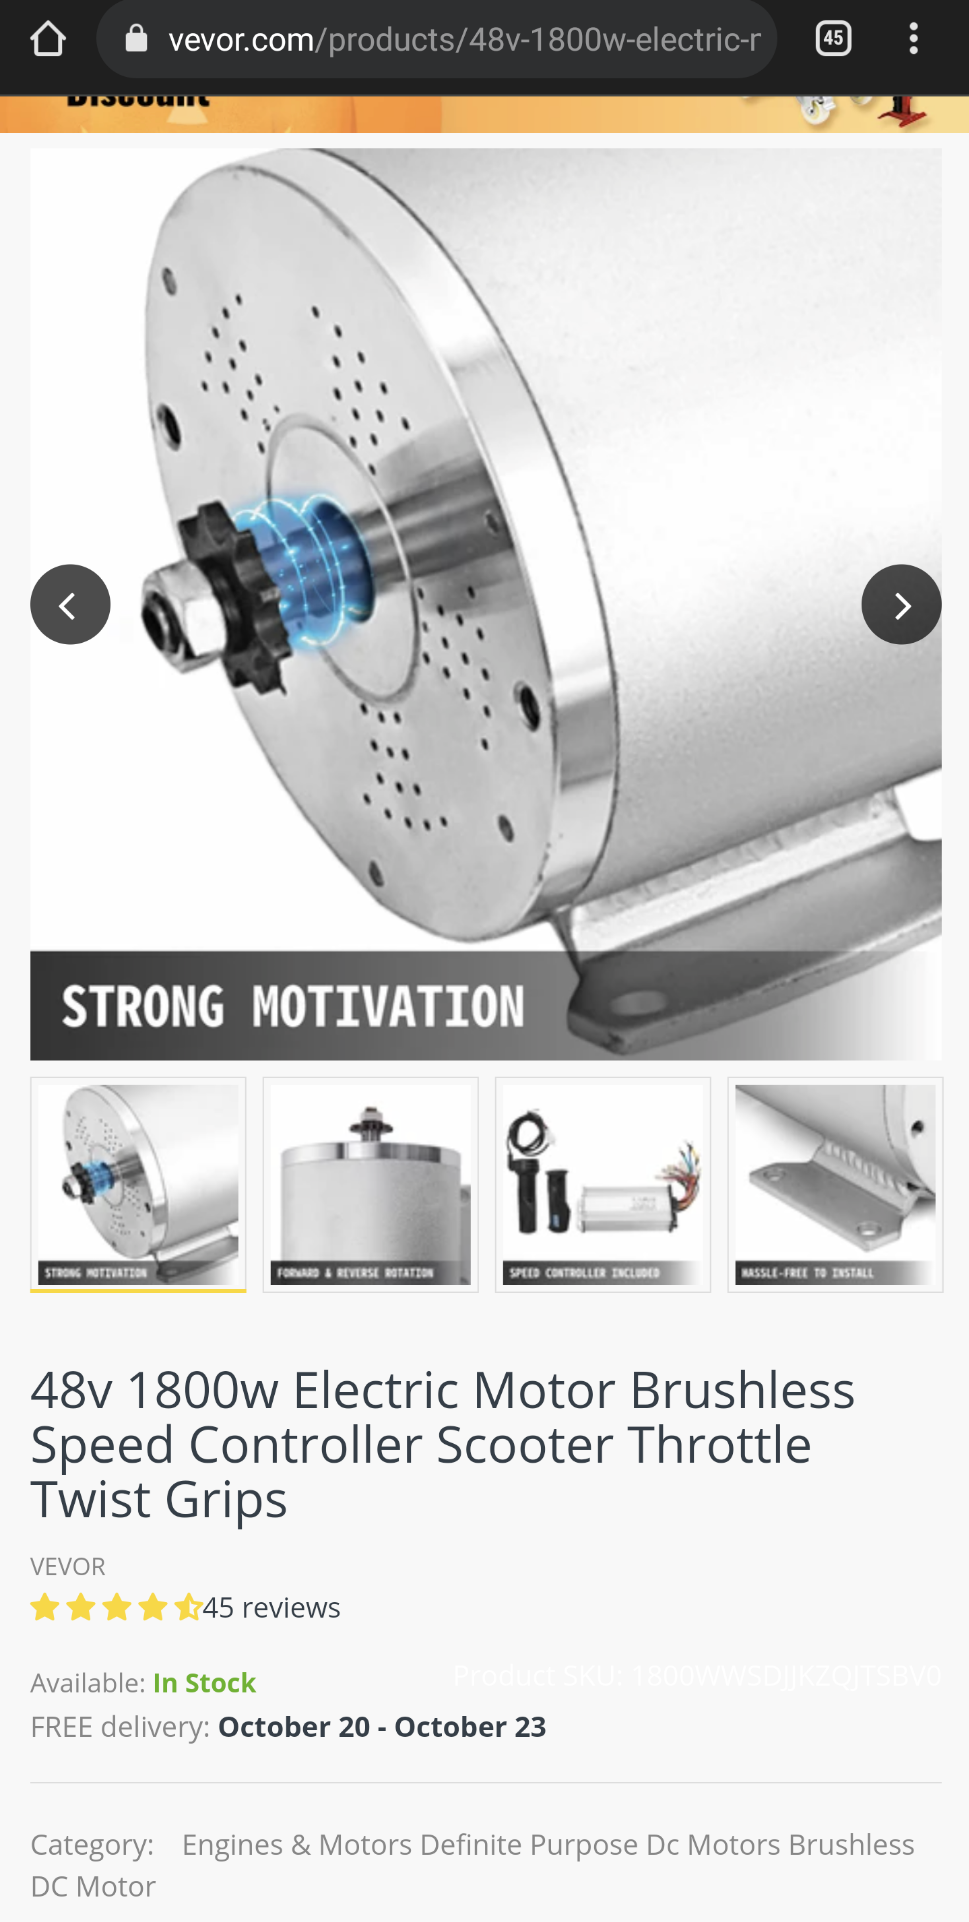 vevor.com/products/48v-1800w-electric-r
45
Discount
STRONG MOTIVATION
STRONG MOTIVATION
FORWARD & REVERSE ROTATION
SPEED CONTROLLER INCLUDED
HASSLE-FREE TO INSTALL
48v 1800w Electric Motor Brushless
Speed Controller Scooter Throttle
Twist Grips
VEVOR
45 reviews
Product SKU: 1800WWSDJJKZQJTSBV0
Available: In Stock
FREE delivery: October 20 - October 23
Category: Engines & Motors Definite Purpose Dc Motors Brushless
DC Motor